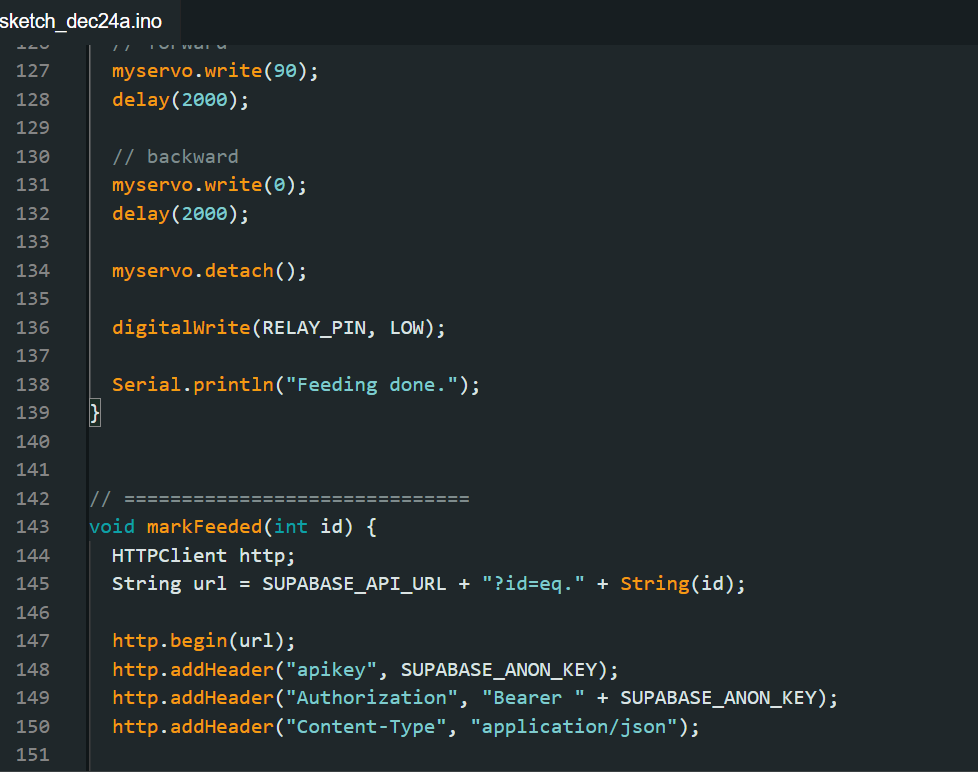 sketch_dec24a.ino
126 // forward
127 myservo.write(90);
128 delay(2000);
129
130 // backward
131 myservo.write(0);
132 delay(2000);
133
134 myservo.detach();
135
136 digitalWrite(RELAY_PIN, LOW);
137
138 Serial.println("Feeding done.");
139 }
140
141
142 // ==============================
143 void markFeeded(int id) {
144 HTTPClient http;
145 String url = SUPABASE_API_URL + "?id=eq." + String(id);
146
147 http.begin(url);
148 http.addHeader("apikey", SUPABASE_ANON_KEY);
149 http.addHeader("Authorization", "Bearer " + SUPABASE_ANON_KEY);
150 http.addHeader("Content-Type", "application/json");
151